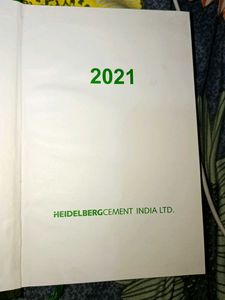 2021
HEIDELBERGCEMENT INDIA LTD.